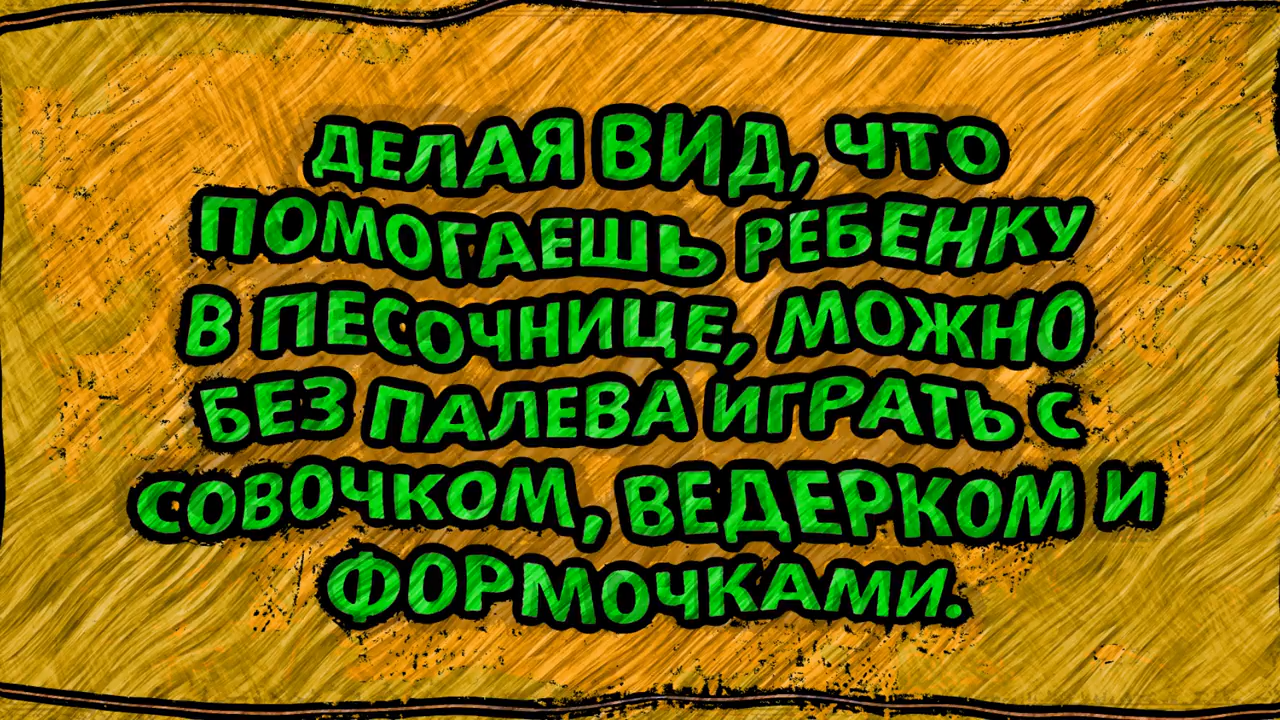 ДЕЛАЯ ВИД, ЧТО
ПОМОГАЕШЬ РЕБЕНКУ
В ПЕСОЧНИЦЕ, МОЖНО
БЕЗ ПАЛЕВА ИГРАТЬ С
СОВОЧКОМ, ВЕДЕРКОМ И
ФОРМОЧКАМИ.